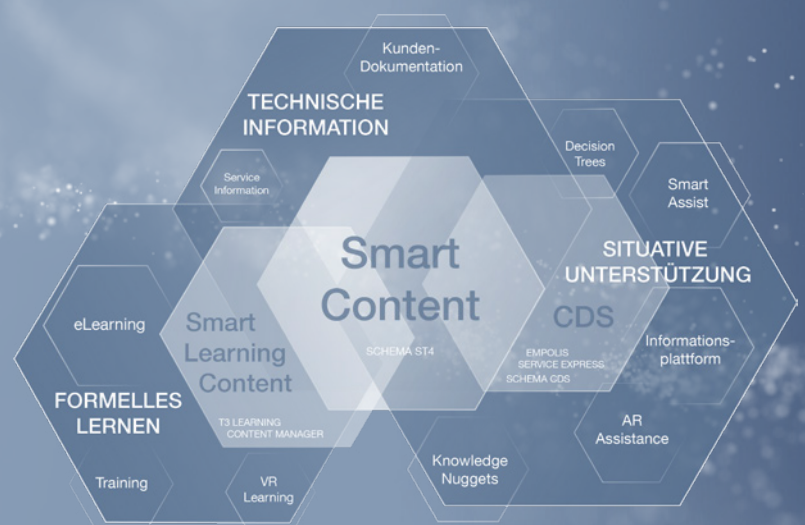 Kunden-
Dokumentation
TECHNISCHE
INFORMATION
Decision
Trees
Service
Information
Smart
Assist
Smart
Content
SITUATIVE
UNTERSTÜTZUNG
eLearning
Smart
Learning
Content
CDS
SCHEMA ST4
EMPOLIS
SERVICE EXPRESS
SCHEMA CDS
Informations-
plattform
FORMELLES
LERNEN
T3 LEARNING
CONTENT MANAGER
AR
Assistance
Training
VR
Learning
Knowledge
Nuggets